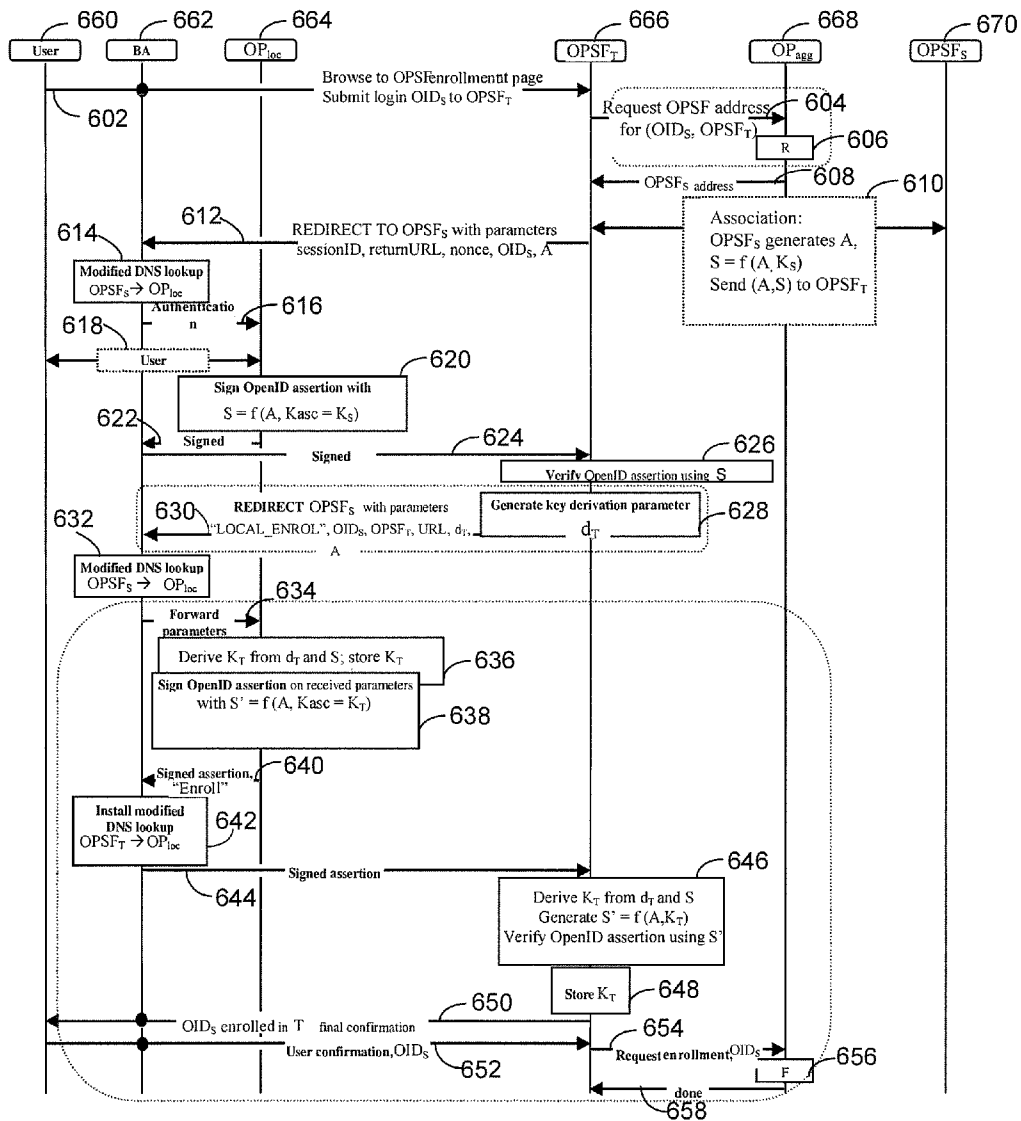 660
662
664
666
668
670
User
BA
OPloc
OPSFT
OPagg
OPSFS
602
Browse to OPSFenrollmennt page
Submit login OIDS to OPSFT
Request OPSF address
for (OIDS, OPSFT)
604
R
606
OPSFS address
608
610
Association:
OPSFS generates A,
S = f (A, KS)
Send (A,S) to OPSFT
612
REDIRECT TO OPSFS with parameters
sessionID, returnURL, nonce, OIDS, A
614
Modified DNS lookup
OPSFS → OPloc
Authenticatio
n
616
618
User
620
Sign OpenID assertion with
S = f (A, Kasc = KS)
622
Signed
624
Signed
626
Verify OpenID assertion using S
630
REDIRECT OPSFS with parameters
"LOCAL_ENROL", OIDS, OPSFT, URL, dT,
A
Generate key derivation parameter
dT
628
632
Modified DNS lookup
OPSFS → OPloc
634
Forward
parameters
Derive KT from dT and S; store KT
636
Sign OpenID assertion on received parameters
with S' = f (A, Kasc = KT)
638
Signed assertion,
"Enroll"
640
Install modified
DNS lookup
OPSFT → OPloc
642
Signed assertion
644
646
Derive KT from dT and S
Generate S' = f (A,KT)
Verify OpenID assertion using S'
Store KT
648
650
OIDS enrolled in T final confirmation
User confirmation,OIDS
652
654
Request enrollment,OIDS
656
F
done
658